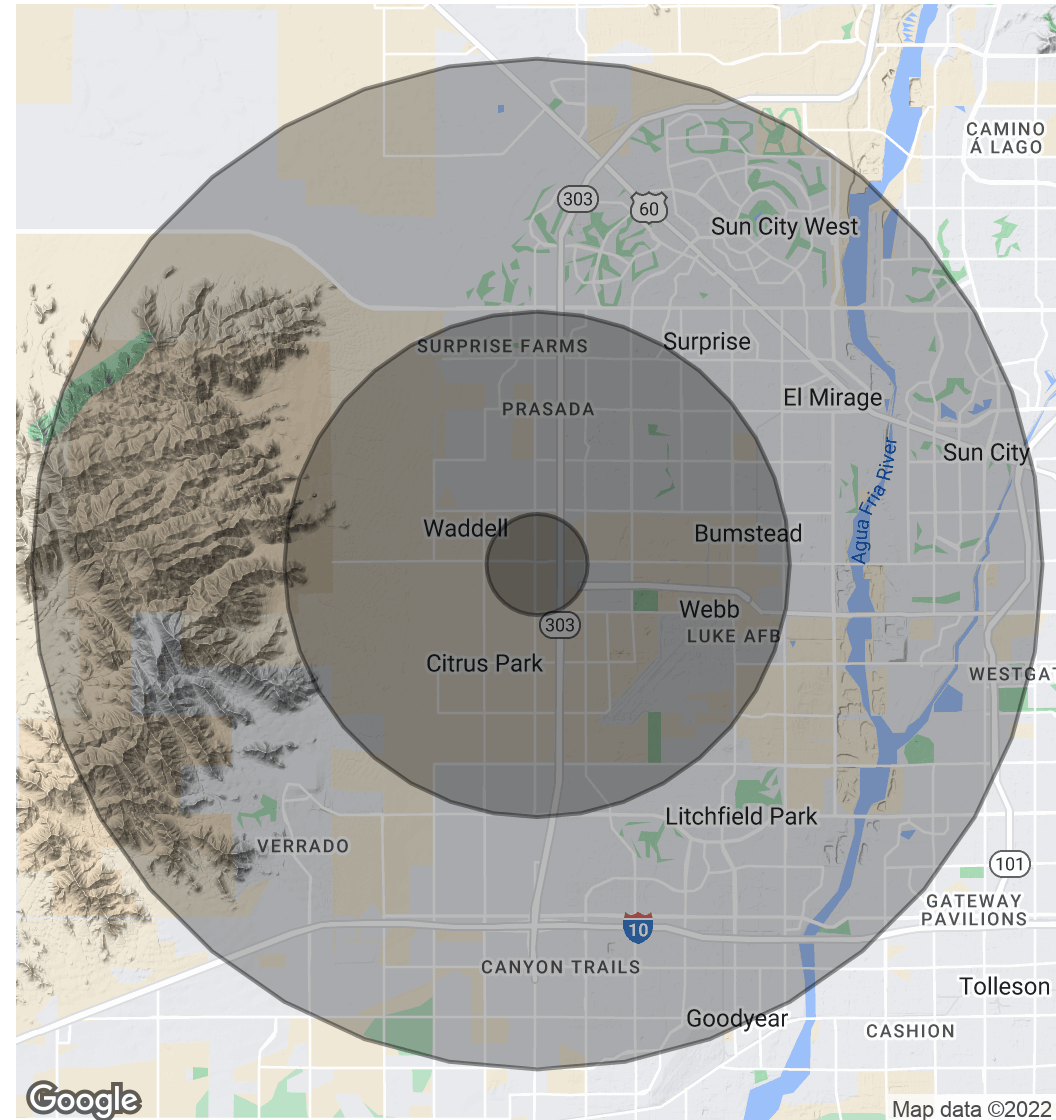 CAMINO
Á LAGO
303
60
Sun City West
SURPRISE FARMS
Surprise
PRASADA
El Mirage
Sun City
Agua Fria River
Waddell
Bumstead
Webb
303
LUKE AFB
Citrus Park
WESTGAT
Litchfield Park
VERRADO
101
GATEWAY
PAVILIONS
10
CANYON TRAILS
Tolleson
Goodyear
CASHION
Google
Map data ©2022